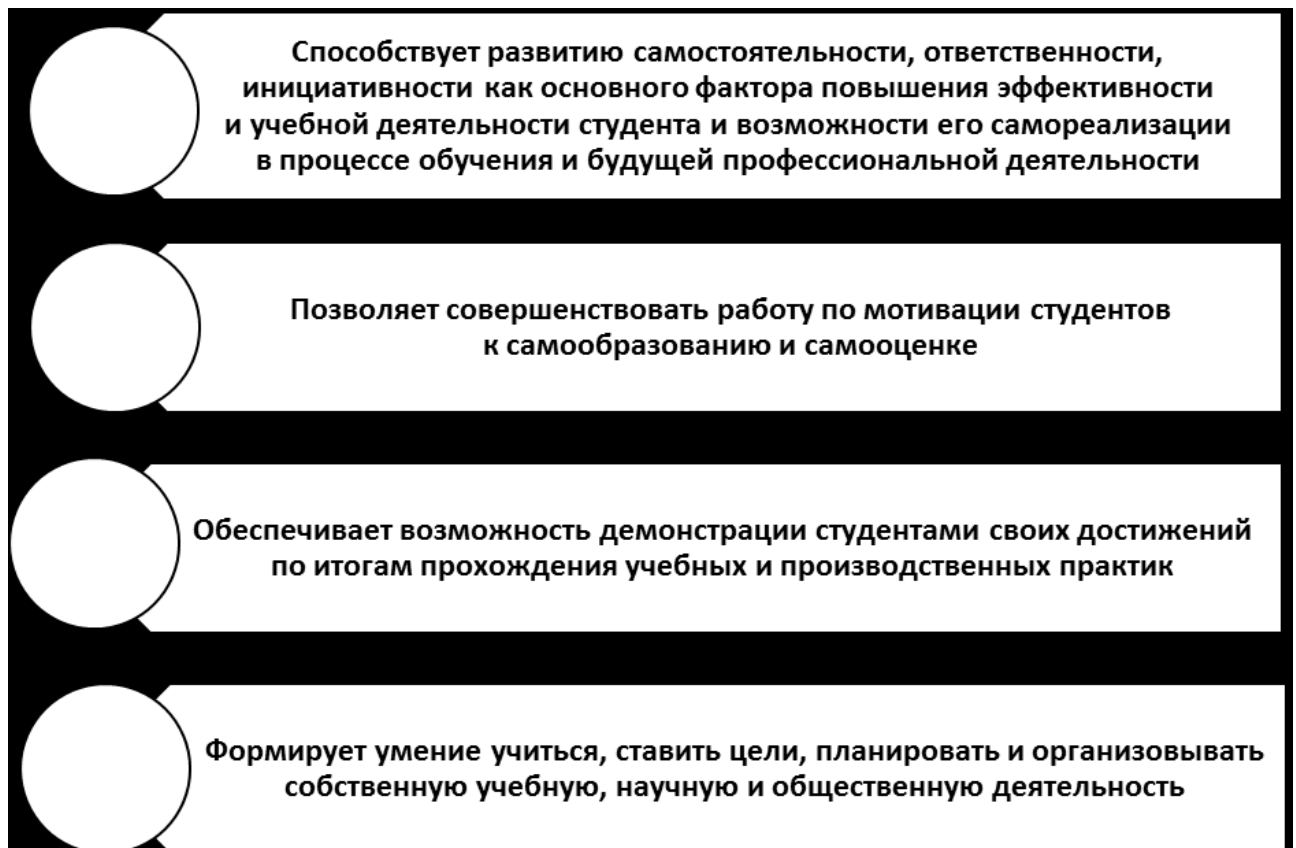 Способствует развитию самостоятельности, ответственности,
инициативности как основного фактора повышения эффективности
и учебной деятельности студента и возможности его самореализации
в процессе обучения и будущей профессиональной деятельности
Позволяет совершенствовать работу по мотивации студентов
к самообразованию и самооценке
Обеспечивает возможность демонстрации студентами своих достижений
по итогам прохождения учебных и производственных практик
Формирует умение учиться, ставить цели, планировать и организовывать
собственную учебную, научную и общественную деятельность